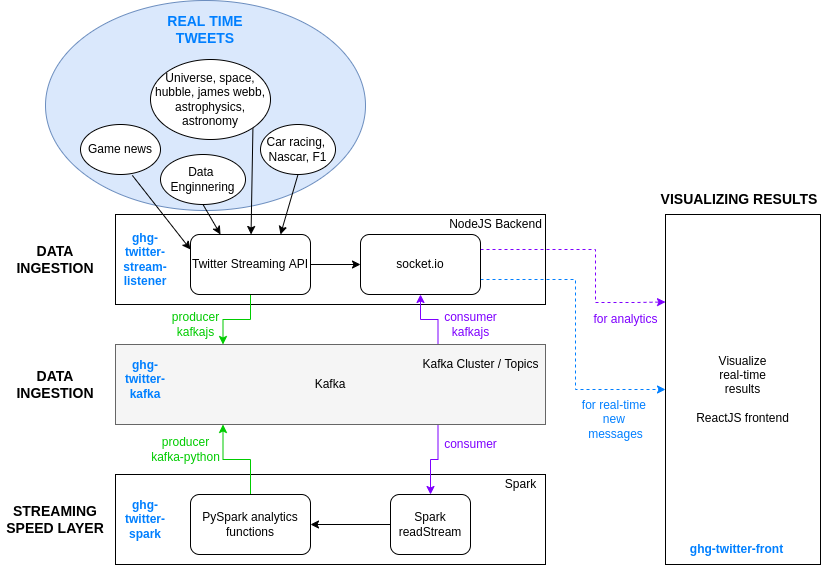 REAL TIME
TWEETS
Universe, space,
hubble, james webb,
astrophysics,
astronomy
Game news
Car racing,
Nascar, F1
Data
Enginnering
VISUALIZING RESULTS
NodeJS Backend
DATA
INGESTION
ghg-
twitter-
stream-
listener
Twitter Streaming API
socket.io
producer
kafkajs
consumer
kafkajs
for analytics
DATA
INGESTION
ghg-
twitter-
kafka
Kafka
Kafka Cluster / Topics
Visualize
real-time
results
ReactJS frontend
for real-time
new
messages
producer
kafka-python
consumer
STREAMING
SPEED LAYER
ghg-
twitter-
spark
Spark
PySpark analytics
functions
Spark
readStream
ghg-twitter-front